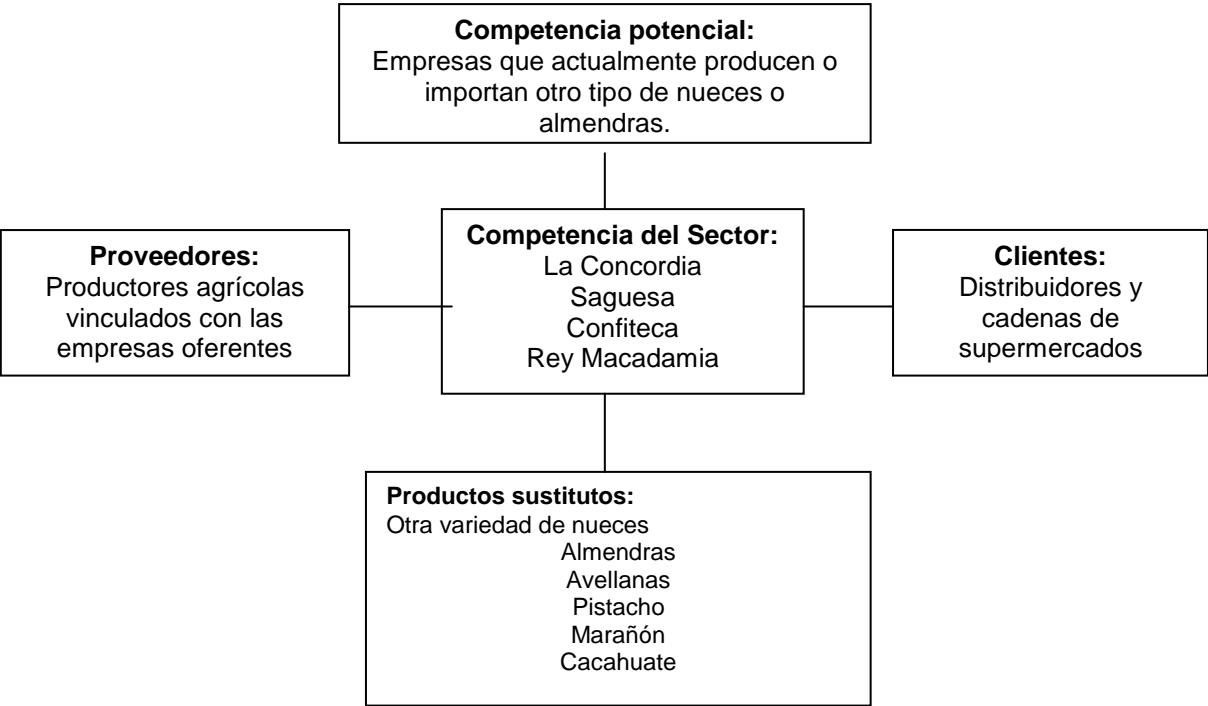 Competencia potencial:
Empresas que actualmente producen o
importan otro tipo de nueces o
almendras.
Proveedores:
Productores agrícolas
vinculados con las
empresas oferentes
Competencia del Sector:
La Concordia
Saguesa
Confiteca
Rey Macadamia
Clientes:
Distribuidores y
cadenas de
supermercados
Productos sustitutos:
Otra variedad de nueces
Almendras
Avellanas
Pistacho
Marañón
Cacahuate